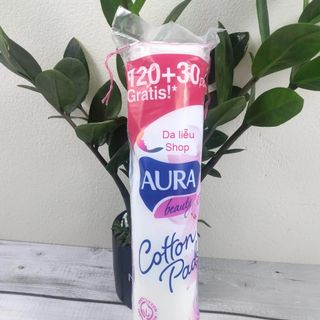 120+30
Gratis!*
Da liễu
Shop
AURA
beauty
Cotton
Pads